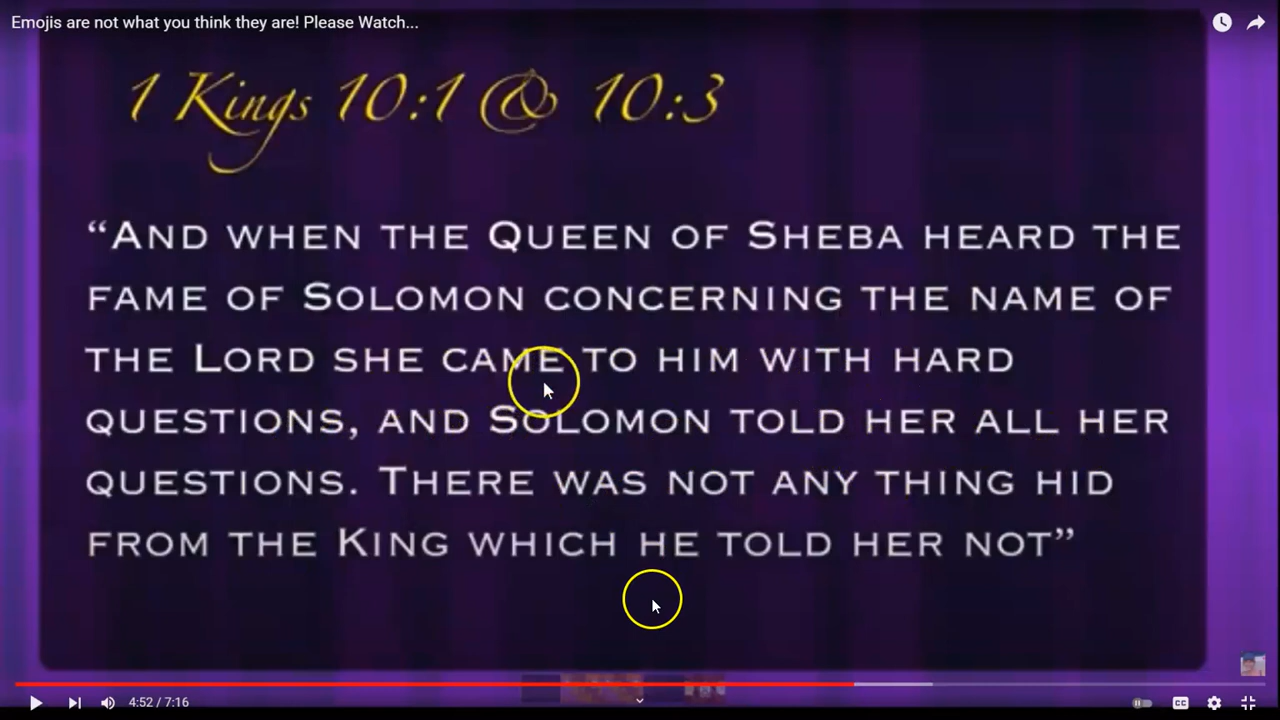 Emojis are not what you think they are! Please Watch...
1 Kings 10:1 & 10:3
“AND WHEN THE QUEEN OF SHEBA HEARD THE
FAME OF SOLOMON CONCERNING THE NAME OF
THE LORD SHE CAME TO HIM WITH HARD
QUESTIONS, AND SOLOMON TOLD HER ALL HER
QUESTIONS. THERE WAS NOT ANY THING HID
FROM THE KING WHICH HE TOLD HER NOT”
4:52 / 7:16
CC